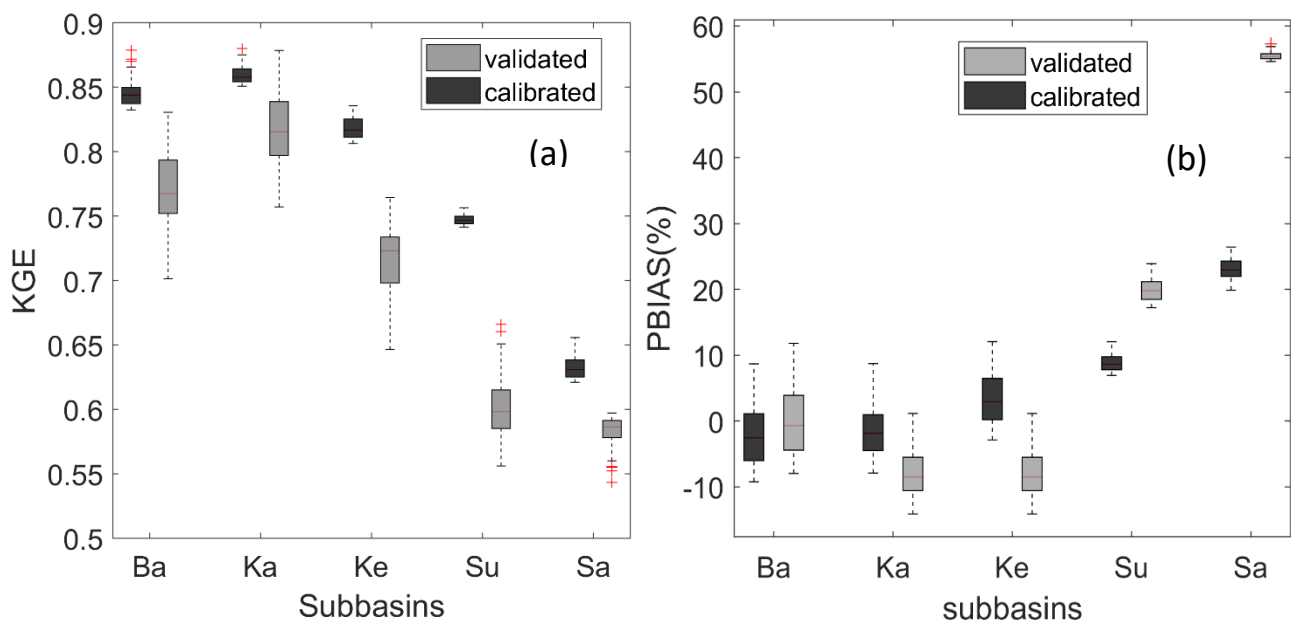 KGE
0.9
0.85
0.8
0.75
0.7
0.65
0.6
0.55
0.5
validated
calibrated
(a)
Ba Ka Ke Su Sa
Subbasins
PBIAS(%)
60
50
40
30
20
10
0
-10
validated
calibrated
(b)
Ba Ka Ke Su Sa
subbasins